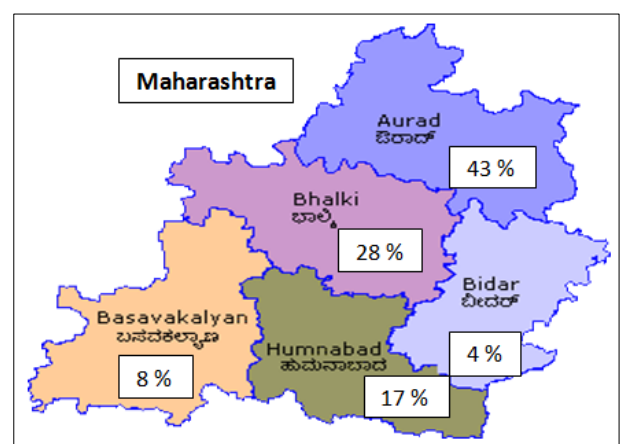 Maharashtra
Aurad
ಔರಾದ್
43 %
Bhalki
ಭಾಲ್ಕಿ
28 %
Bidar
ಬೀದರ್
4 %
Basavakalyan
ಬಸವಕಲ್ಯಾಣ
8 %
Humnabad
ಹುಮನಾಬಾದ
17 %